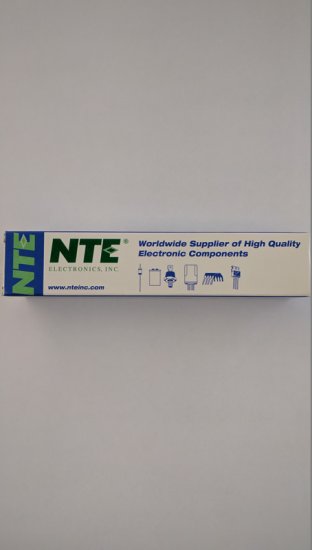 NTE
NTE®
ELECTRONICS, INC.
www.nteinc.com
Worldwide Supplier of High Quality
Electronic Components